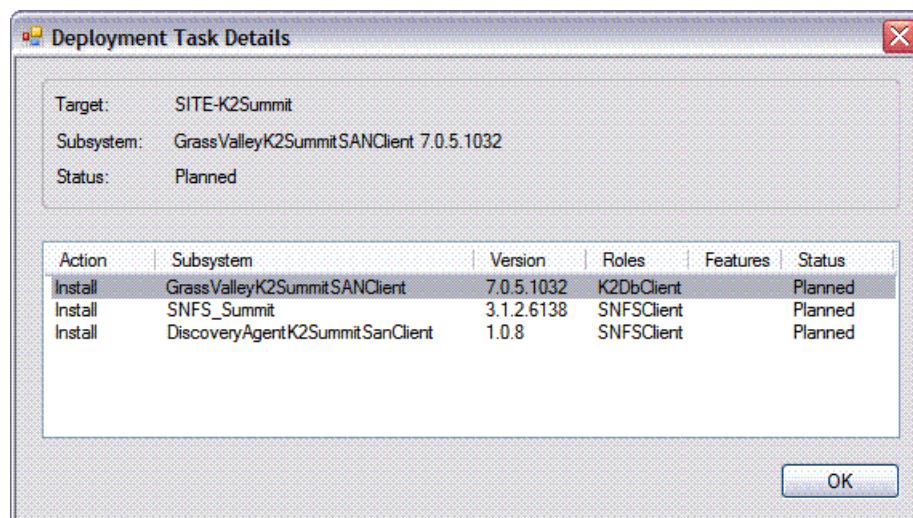 Deployment Task Details
Target: SITE-K2Summit
Subsystem: GrassValleyK2SummitSANClient 7.0.5.1032
Status: Planned
Action Subsystem Version Roles Features Status
Install GrassValleyK2SummitSANClient 7.0.5.1032 K2DbClient Planned
Install SNFS_Summit 3.1.2.6138 SNFSClient Planned
Install DiscoveryAgentK2SummitSanClient 1.0.8 SNFSClient Planned
OK